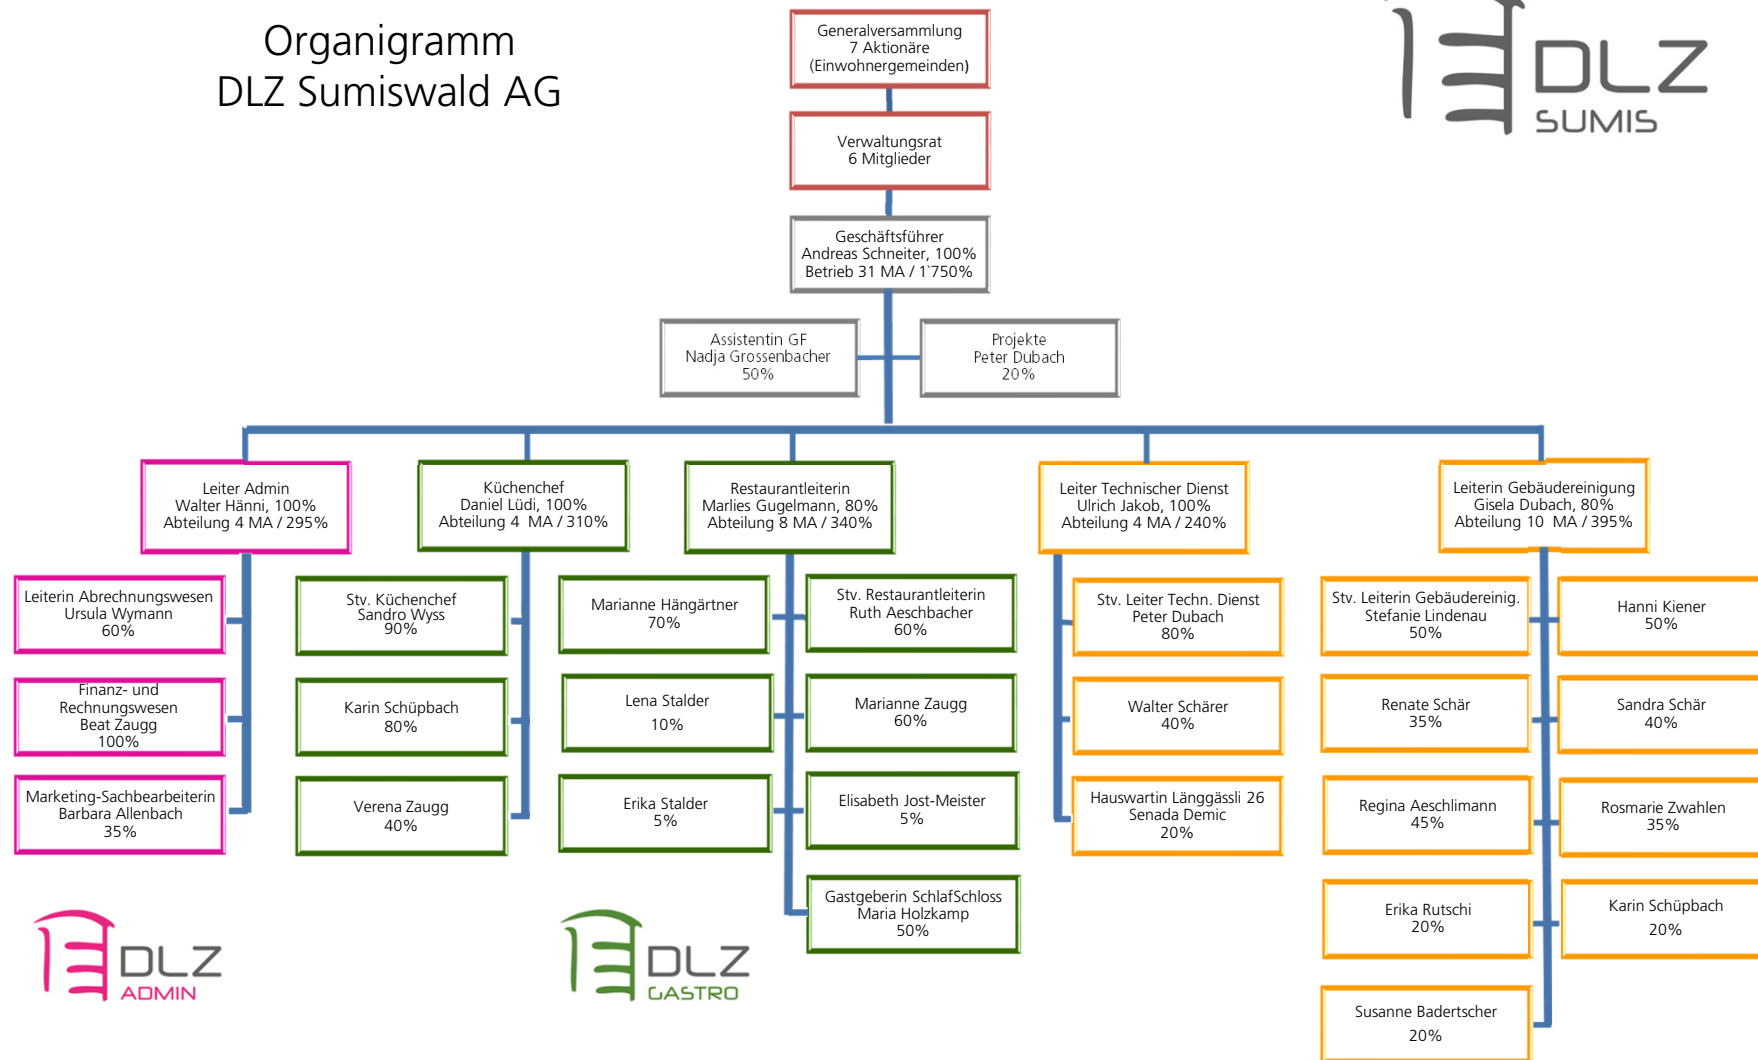 Organigramm
DLZ Sumiswald AG
DLZ
SUMIS
Generalversammlung
7 Aktionäre
(Einwohnergemeinden)
Verwaltungsrat
6 Mitglieder
Geschäftsführer
Andreas Schneiter, 100%
Betrieb 31 MA / 1`750%
Assistentin GF
Nadja Grossenbacher
50%
Projekte
Peter Dubach
20%
Leiter Admin
Walter Hänni, 100%
Abteilung 4 MA / 295%
Küchenchef
Daniel Lüdi, 100%
Abteilung 4 MA / 310%
Restaurantleiterin
Marlies Gugelmann, 80%
Abteilung 8 MA / 340%
Leiter Technischer Dienst
Ulrich Jakob, 100%
Abteilung 4 MA / 240%
Leiterin Gebäudereinigung
Gisela Dubach, 80%
Abteilung 10 MA / 395%
Leiterin Abrechnungswesen
Ursula Wymann
60%
Finanz- und
Rechnungswesen
Beat Zaugg
100%
Marketing-Sachbearbeiterin
Barbara Allenbach
35%
Stv. Küchenchef
Sandro Wyss
90%
Karin Schüpbach
80%
Verena Zaugg
40%
Marianne Hängärtner
70%
Stv. Restaurantleiterin
Ruth Aeschbacher
60%
Lena Stalder
10%
Marianne Zaugg
60%
Erika Stalder
5%
Elisabeth Jost-Meister
5%
Gastgeberin SchlafSchloss
Maria Holzkamp
50%
Stv. Leiter Techn. Dienst
Peter Dubach
80%
Walter Schärer
40%
Hauswartin Länggässli 26
Senada Demic
20%
Stv. Leiterin Gebäudereinig.
Stefanie Lindenau
50%
Hanni Kiener
50%
Renate Schär
35%
Sandra Schär
40%
Regina Aeschlimann
45%
Rosmarie Zwahlen
35%
Erika Rutschi
20%
Karin Schüpbach
20%
Susanne Badertscher
20%
DLZ
ADMIN
DLZ
GASTRO